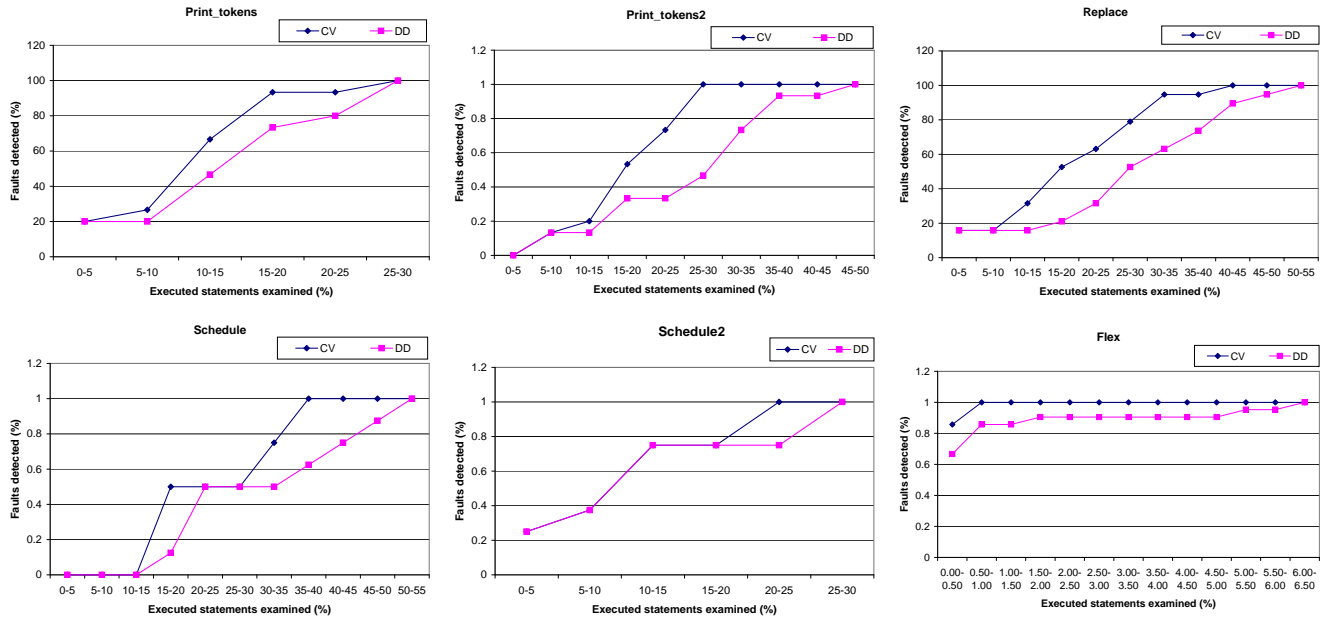 Print_tokens
CV DD
120
100
80
60
40
20
0
Faults detected (%)
0-5 5-10 10-15 15-20 20-25 25-30
Executed statements examined (%)
Print_tokens2
CV DD
1.2
1
0.8
0.6
0.4
0.2
0
Faults detected (%)
0-5 5-10 10-15 15-20 20-25 25-30 30-35 35-40 40-45 45-50
Executed statements examined (%)
Replace
CV DD
120
100
80
60
40
20
0
Faults detected (%)
0-5 5-10 10-15 15-20 20-25 25-30 30-35 35-40 40-45 45-50 50-55
Executed statements examined (%)
Schedule
CV DD
1.2
1
0.8
0.6
0.4
0.2
0
Faults detected (%)
0-5 5-10 10-15 15-20 20-25 25-30 30-35 35-40 40-45 45-50 50-55
Executed statements examined (%)
Schedule2
CV DD
1.2
1
0.8
0.6
0.4
0.2
0
Faults detected (%)
0-5 5-10 10-15 15-20 20-25 25-30
Executed statements examined (%)
Flex
CV DD
1.2
1
0.8
0.6
0.4
0.2
0
Faults detected (%)
0.00- 0.50- 1.00- 1.50- 2.00- 2.50- 3.00- 3.50- 4.00- 4.50- 5.00- 5.50- 6.00-
0.50 1.00 1.50 2.00 2.50 3.00 3.50 4.00 4.50 5.00 5.50 6.00 6.50
Executed statements examined (%)